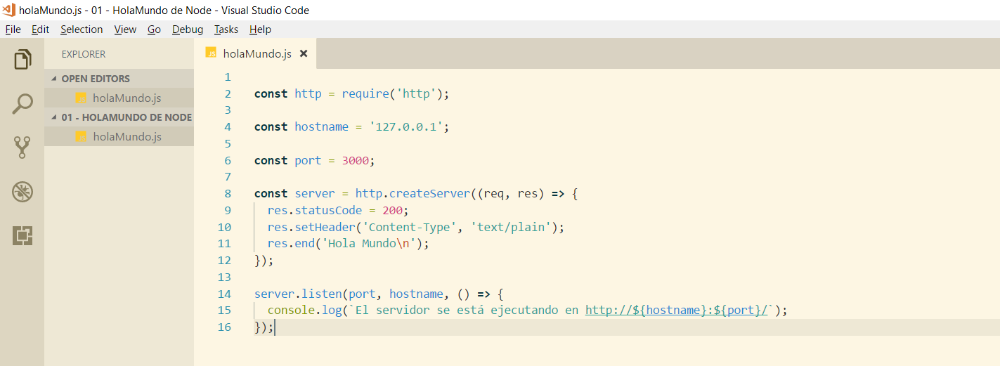 holaMundo.js - 01 - HolaMundo de Node - Visual Studio Code
File Edit Selection View Go Debug Tasks Help
EXPLORER
OPEN EDITORS
JS holaMundo.js
01 - HOLAMUNDO DE NODE
JS holaMundo.js
JS holaMundo.js ×
1
2 const http = require('http');
3
4 const hostname = '127.0.0.1';
5
6 const port = 3000;
7
8 const server = http.createServer((req, res) => {
9   res.statusCode = 200;
10   res.setHeader('Content-Type', 'text/plain');
11   res.end('Hola Mundo\n');
12 });
13
14 server.listen(port, hostname, () => {
15   console.log(`El servidor se está ejecutando en http://${hostname}:${port}/`);
16 });